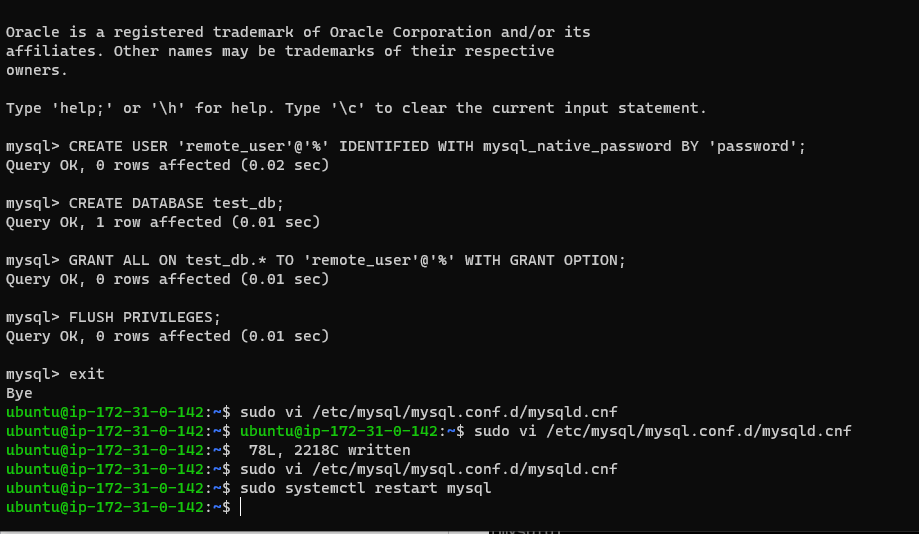 Oracle is a registered trademark of Oracle Corporation and/or its
affiliates. Other names may be trademarks of their respective
owners.
Type 'help;' or '\h' for help. Type '\c' to clear the current input statement.
mysql> CREATE USER 'remote_user'@'%' IDENTIFIED WITH mysql_native_password BY 'password';
Query OK, 0 rows affected (0.02 sec)
mysql> CREATE DATABASE test_db;
Query OK, 1 row affected (0.01 sec)
mysql> GRANT ALL ON test_db.* TO 'remote_user'@'%' WITH GRANT OPTION;
Query OK, 0 rows affected (0.01 sec)
mysql> FLUSH PRIVILEGES;
Query OK, 0 rows affected (0.01 sec)
mysql> exit
Bye
ubuntu@ip-172-31-0-142:~$ sudo vi /etc/mysql/mysql.conf.d/mysqld.cnf
ubuntu@ip-172-31-0-142:~$ ubuntu@ip-172-31-0-142:~$ sudo vi /etc/mysql/mysql.conf.d/mysqld.cnf
ubuntu@ip-172-31-0-142:~$  78L, 2218C written
ubuntu@ip-172-31-0-142:~$ sudo vi /etc/mysql/mysql.conf.d/mysqld.cnf
ubuntu@ip-172-31-0-142:~$ sudo systemctl restart mysql
ubuntu@ip-172-31-0-142:~$